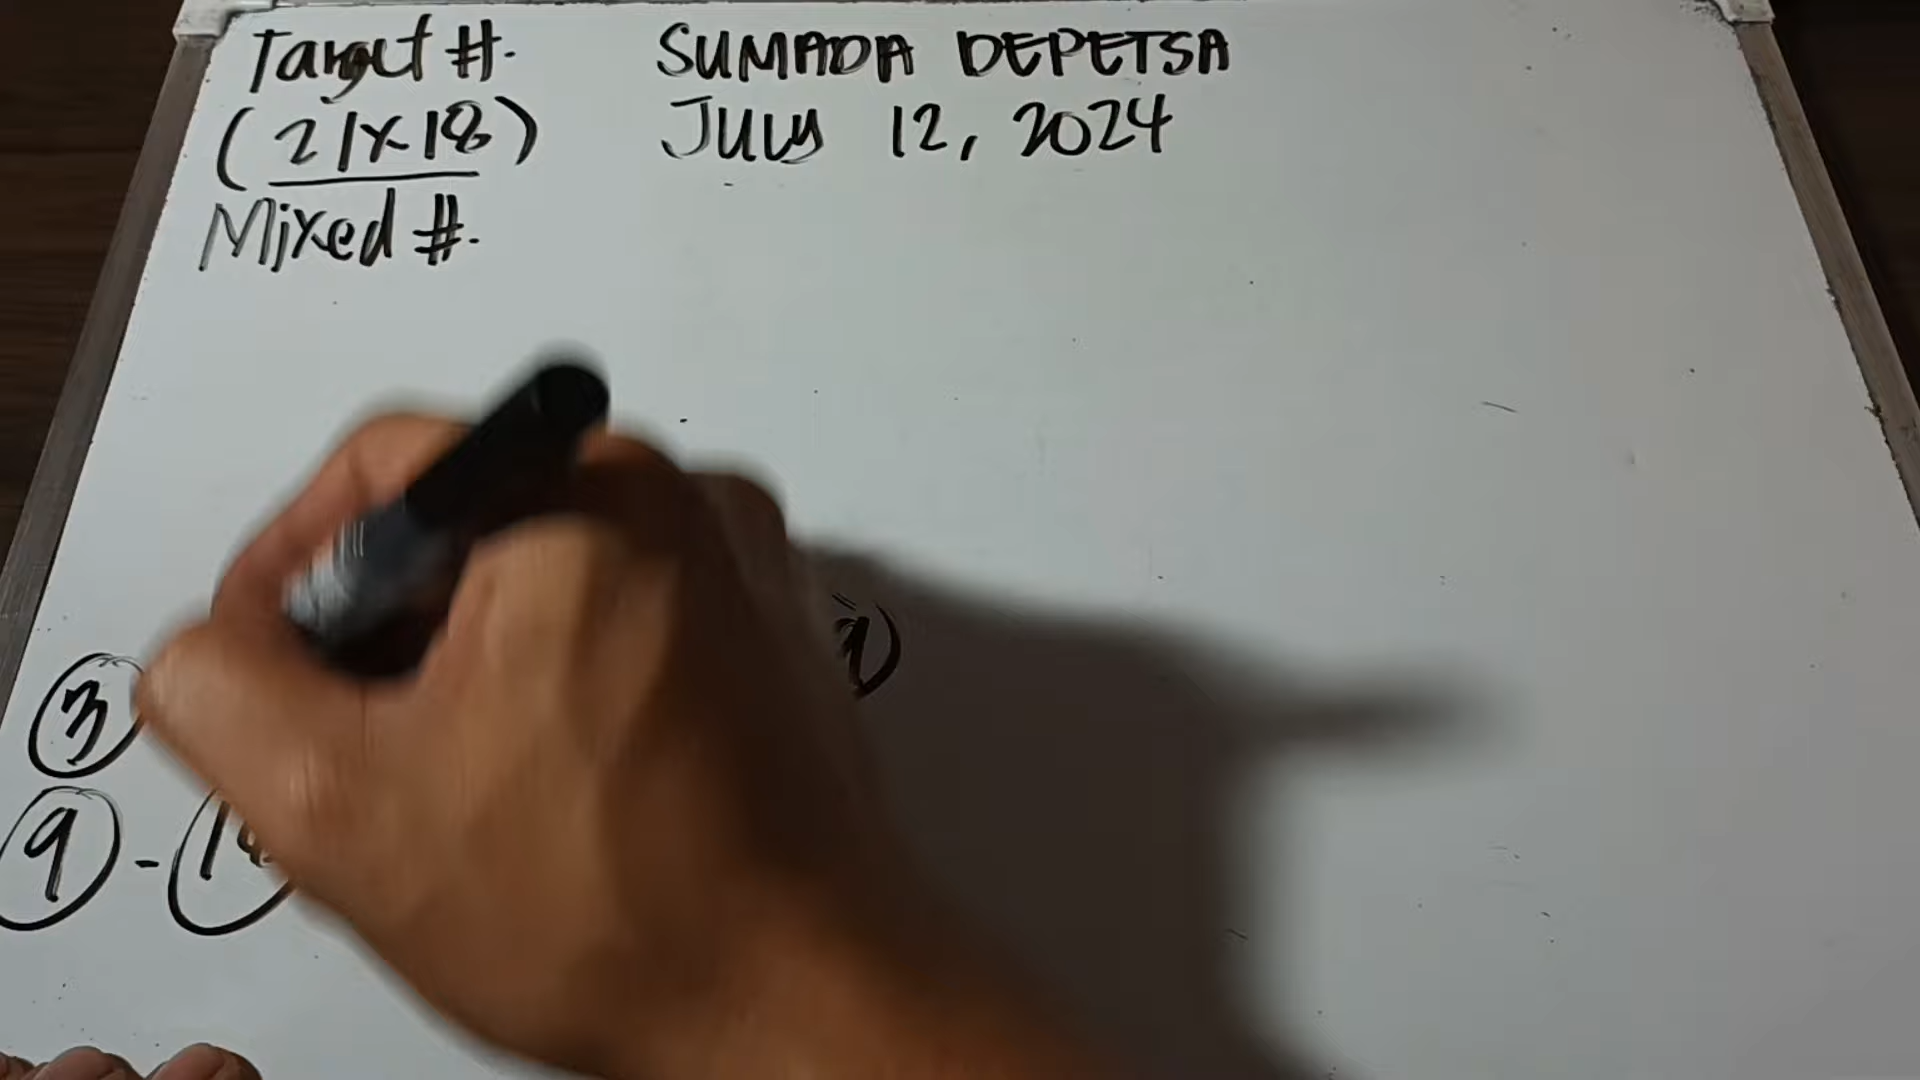 Target #. SUMADA DEPETSA
(21x18) JULY 12, 2024
Mixed #.
3
9 -